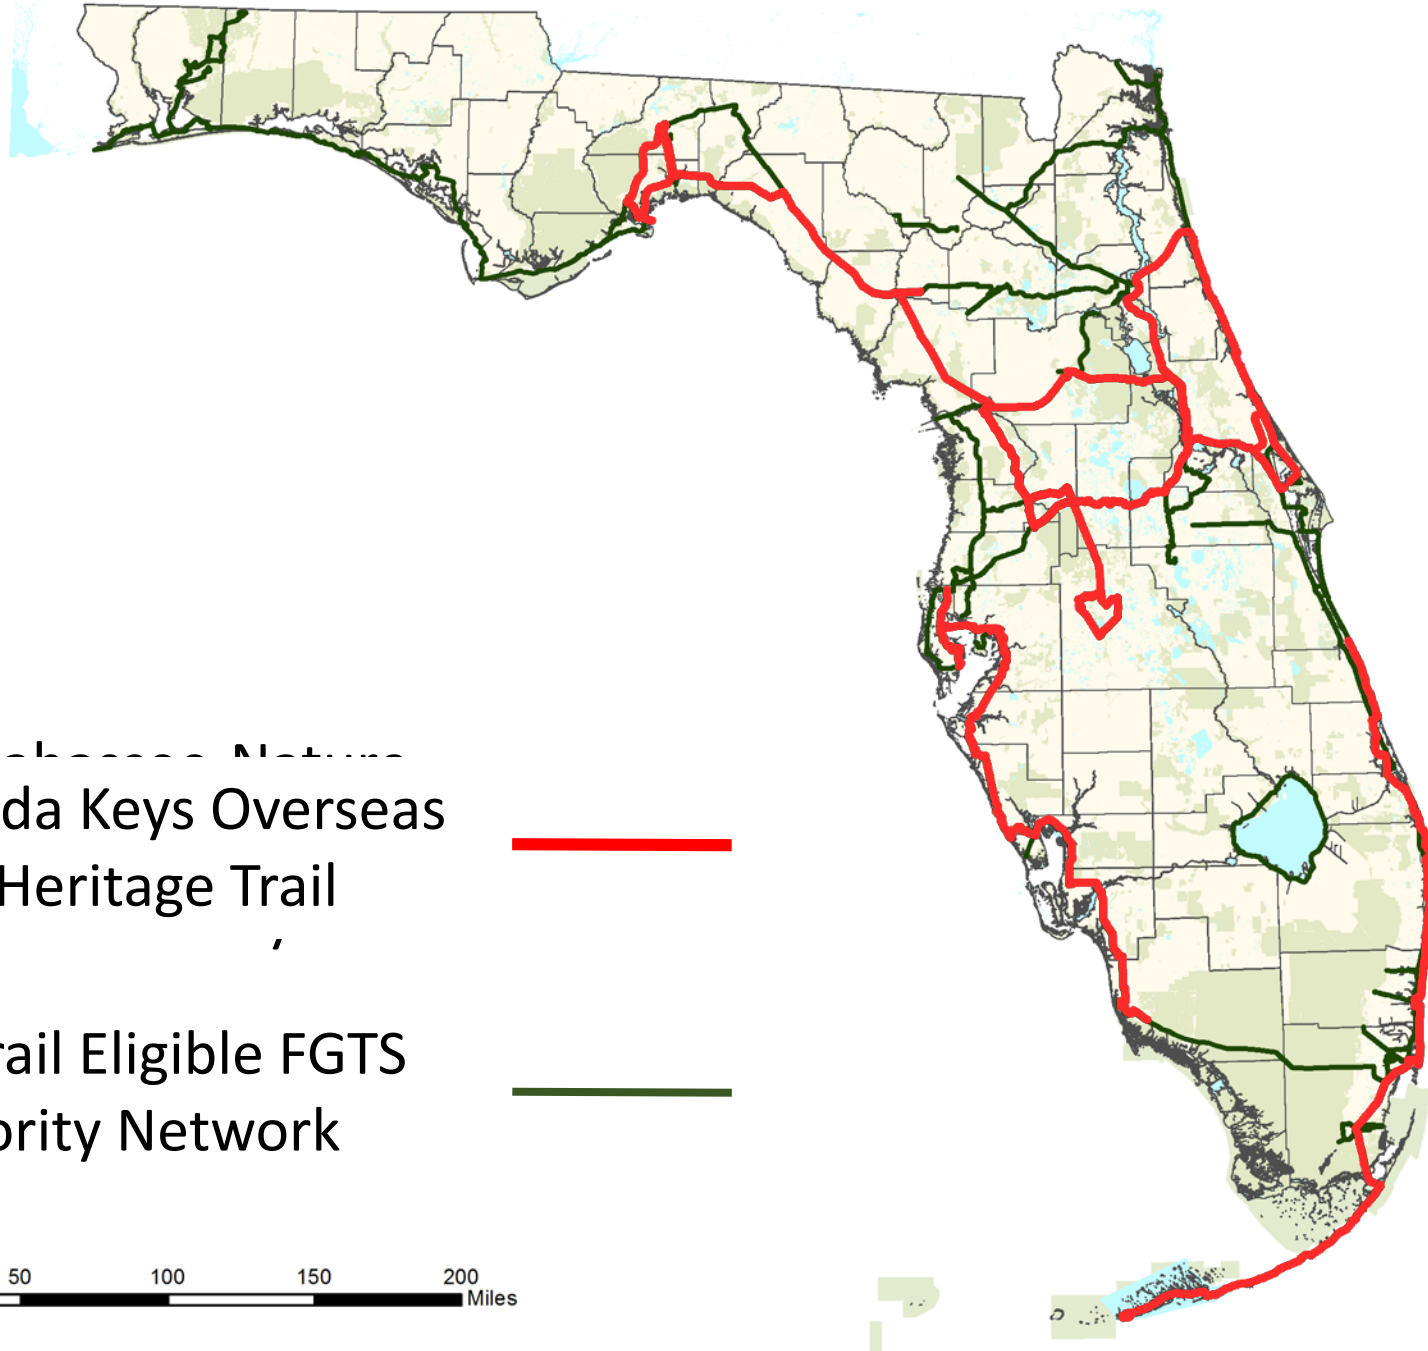 da Keys Overseas
Heritage Trail
rail Eligible FGTS
ority Network
50 100 150 200
Miles